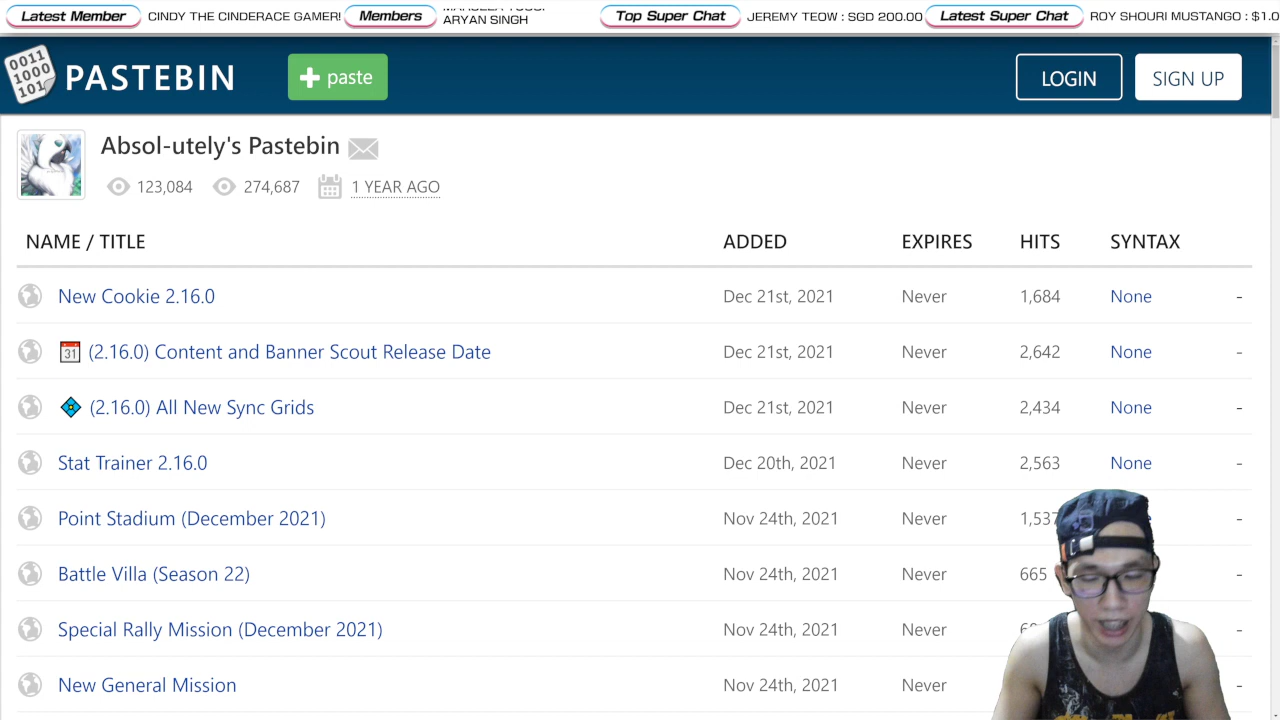 Latest Member CINDY THE CINDERACE GAMER! Members ARYAN SINGH Top Super Chat JEREMY TEOW : SGD 200.00 Latest Super Chat ROY SHOURI MUSTANGO : $1.0
0011
1000
101
PASTEBIN + paste LOGIN SIGN UP
Absol-utely's Pastebin
123,084 274,687 1 YEAR AGO
NAME / TITLE ADDED EXPIRES HITS SYNTAX
New Cookie 2.16.0 Dec 21st, 2021 Never 1,684 None -
31 (2.16.0) Content and Banner Scout Release Date Dec 21st, 2021 Never 2,642 None -
(2.16.0) All New Sync Grids Dec 21st, 2021 Never 2,434 None -
Stat Trainer 2.16.0 Dec 20th, 2021 Never 2,563 None -
Point Stadium (December 2021) Nov 24th, 2021 Never 1,537 -
Battle Villa (Season 22) Nov 24th, 2021 Never 665 -
Special Rally Mission (December 2021) Nov 24th, 2021 Never -
New General Mission Nov 24th, 2021 Never -